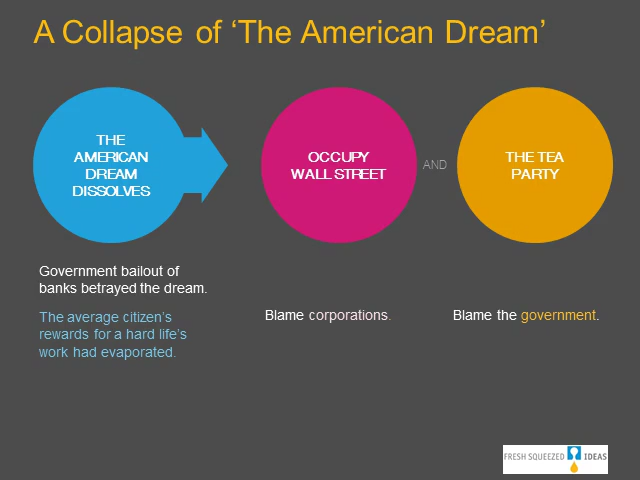 A Collapse of ‘The American Dream’
THE
AMERICAN
DREAM
DISSOLVES
OCCUPY
WALL STREET
AND
THE TEA
PARTY
Government bailout of
banks betrayed the dream.
The average citizen’s
rewards for a hard life’s
work had evaporated.
Blame corporations.
Blame the government.
FRESH SQUEEZED IDEAS